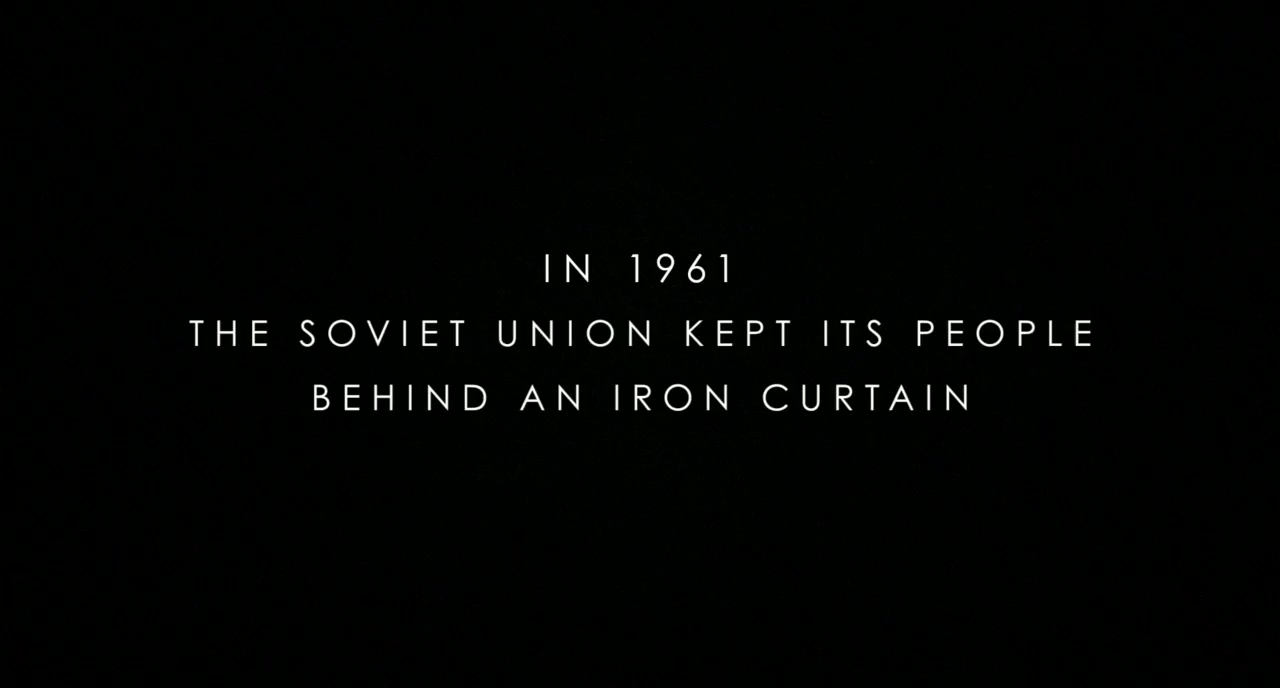 IN 1961
THE SOVIET UNION KEPT ITS PEOPLE
BEHIND AN IRON CURTAIN